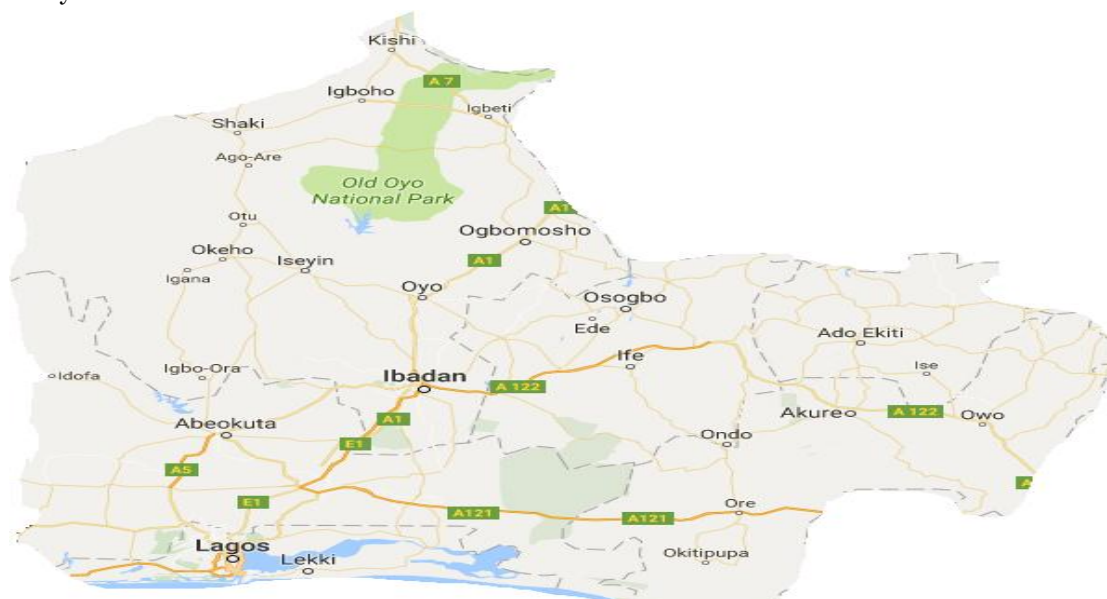 Kishi
A 7
Igboho
Igbeti
Shaki
Ago-Are
Old Oyo
National Park
A1
Otu
Ogbomosho
Okeho
Iseyin
A1
Igana
Oyo
Osogbo
Ede
Ado Ekiti
Ife
Idofa
Igbo-Ora
Ibadan
A 122
Ise
A1
Akure
A 122
Owo
Abeokuta
E1
Ondo
A5
A
E1
A121
A121
Ore
Lagos
Lekki
Okitipupa